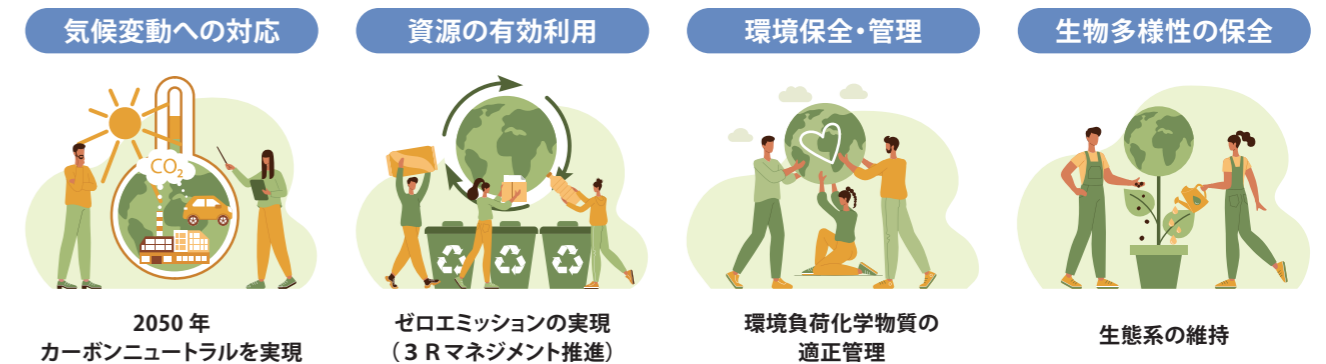 気候変動への対応
資源の有効利用
環境保全・管理
生物多様性の保全
CO₂
2050 年
カーボンニュートラルを実現
ゼロエミッションの実現
（３Ｒマネジメント推進）
環境負荷化学物質の
適正管理
生態系の維持